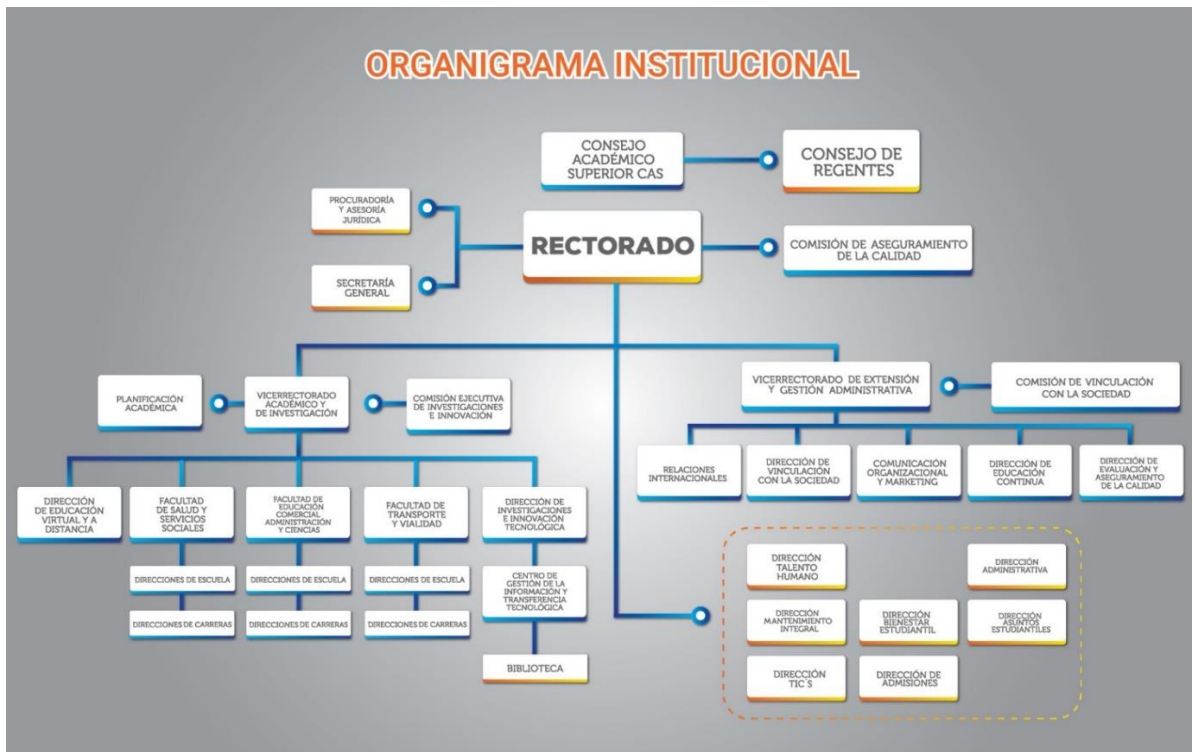 ORGANIGRAMA INSTITUCIONAL
CONSEJO
ACADÉMICO
SUPERIOR CAS
CONSEJO DE
REGENTES
PROCURADORÍA
Y ASESORÍA
JURÍDICA
RECTORADO
COMISIÓN DE ASEGURAMIENTO
DE LA CALIDAD
SECRETARÍA
GENERAL
PLANIFICACIÓN
ACADÉMICA
VICERRECTORADO
ACADÉMICO Y
DE INVESTIGACIÓN
COMISIÓN EJECUTIVA
DE INVESTIGACIONES
E INNOVACIÓN
VICERRECTORADO DE EXTENSIÓN
Y GESTIÓN ADMINISTRATIVA
COMISIÓN DE VINCULACIÓN
CON LA SOCIEDAD
RELACIONES
INTERNACIONALES
DIRECCIÓN DE
VINCULACIÓN
CON LA SOCIEDAD
COMUNICACIÓN
ORGANIZACIONAL
Y MARKETING
DIRECCIÓN DE
EDUCACIÓN
CONTINUA
DIRECCIÓN DE
EVALUACIÓN Y
ASEGURAMIENTO
DE LA CALIDAD
DIRECCIÓN
DE EDUCACIÓN
VIRTUAL Y A
DISTANCIA
FACULTAD
DE SALUD Y
SERVICIOS
SOCIALES
FACULTAD DE
EDUCACIÓN
COMERCIAL
ADMINISTRACIÓN
Y CIENCIAS
FACULTAD DE
TRANSPORTE
Y VIALIDAD
DIRECCIÓN DE
INVESTIGACIONES
E INNOVACIÓN
TECNOLÓGICA
DIRECCIONES DE ESCUELA
DIRECCIONES DE ESCUELA
DIRECCIONES DE ESCUELA
CENTRO DE
GESTIÓN DE LA
INFORMACIÓN Y
TRANSFERENCIA
TECNOLÓGICA
DIRECCIONES DE CARRERAS
DIRECCIONES DE CARRERAS
DIRECCIONES DE CARRERAS
BIBLIOTECA
DIRECCIÓN
TALENTO
HUMANO
DIRECCIÓN
ADMINISTRATIVA
DIRECCIÓN
MANTENIMIENTO
INTEGRAL
DIRECCIÓN
BIENESTAR
ESTUDIANTIL
DIRECCIÓN
ASUNTOS
ESTUDIANTILES
DIRECCIÓN
TIC´S
DIRECCIÓN DE
ADMISIONES